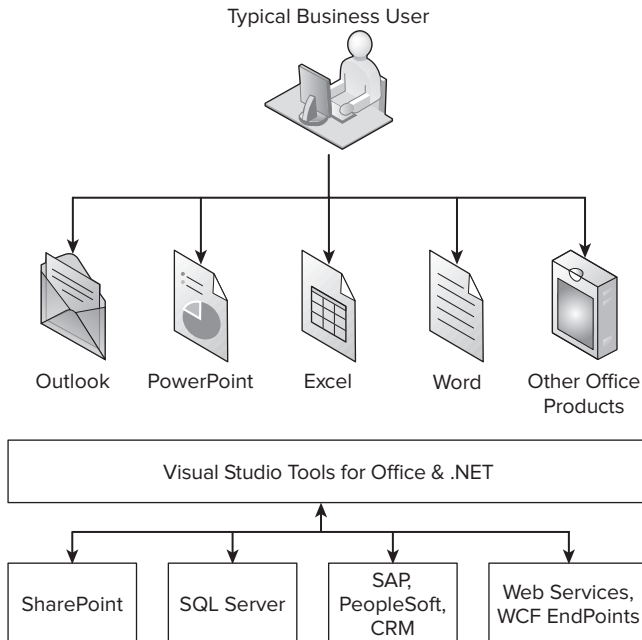 Typical Business User
Outlook
PowerPoint
Excel
Word
Other Office
Products
Visual Studio Tools for Office & .NET
SharePoint
SQL Server
SAP,
PeopleSoft,
CRM
Web Services,
WCF EndPoints